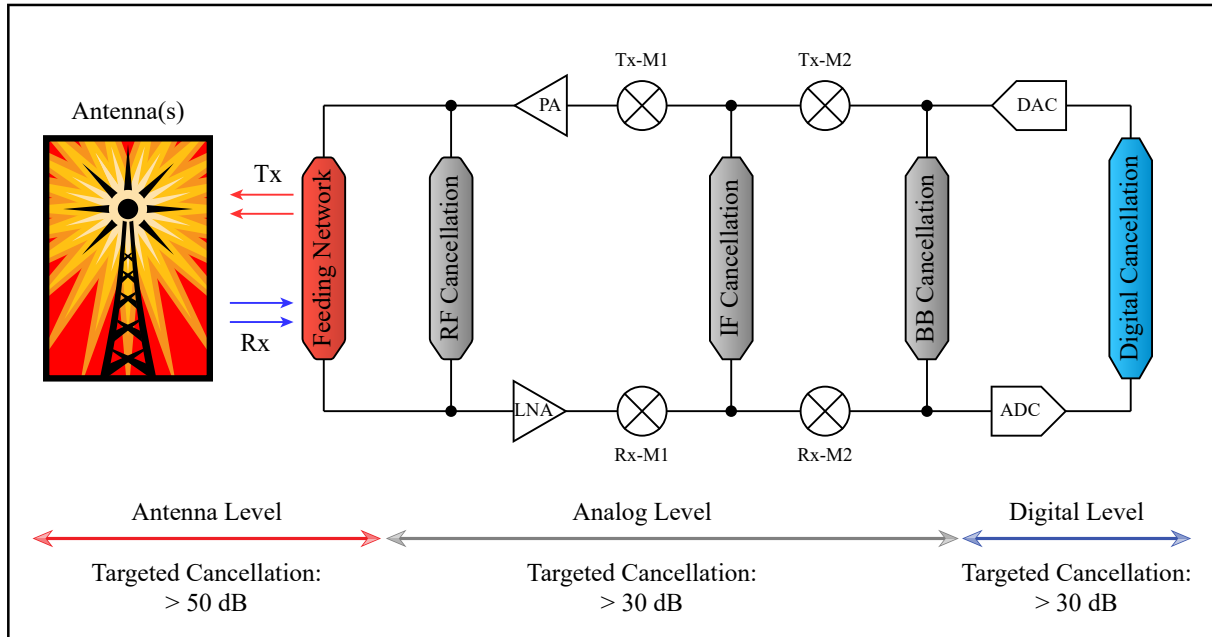 Tx-M1
Tx-M2
Antenna(s)
PA
DAC
Tx
Feeding Network
RF Cancellation
IF Cancellation
BB Cancellation
Digital Cancellation
Rx
LNA
ADC
Rx-M1
Rx-M2
Antenna Level
Analog Level
Digital Level
Targeted Cancellation:
> 50 dB
Targeted Cancellation:
> 30 dB
Targeted Cancellation:
> 30 dB